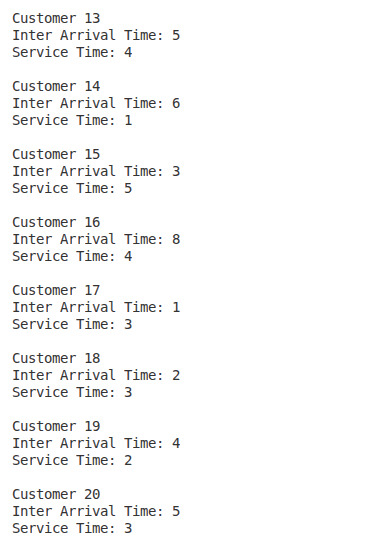 Customer 13
Inter Arrival Time: 5
Service Time: 4
Customer 14
Inter Arrival Time: 6
Service Time: 1
Customer 15
Inter Arrival Time: 3
Service Time: 5
Customer 16
Inter Arrival Time: 8
Service Time: 4
Customer 17
Inter Arrival Time: 1
Service Time: 3
Customer 18
Inter Arrival Time: 2
Service Time: 3
Customer 19
Inter Arrival Time: 4
Service Time: 2
Customer 20
Inter Arrival Time: 5
Service Time: 3